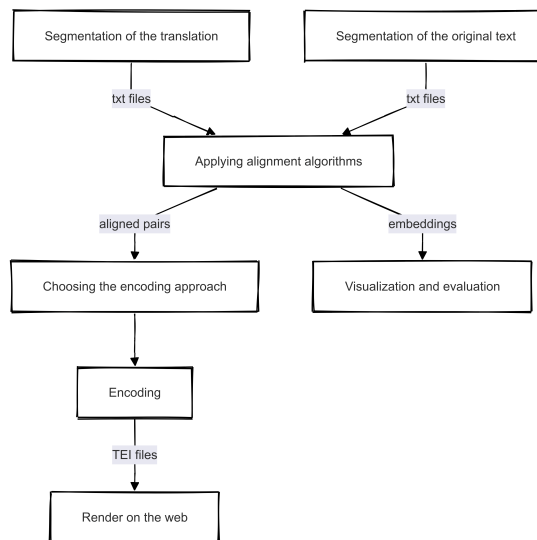 Segmentation of the translation
Segmentation of the original text
txt files
txt files
Applying alignment algorithms
aligned pairs
embeddings
Choosing the encoding approach
Visualization and evaluation
Encoding
TEI files
Render on the web